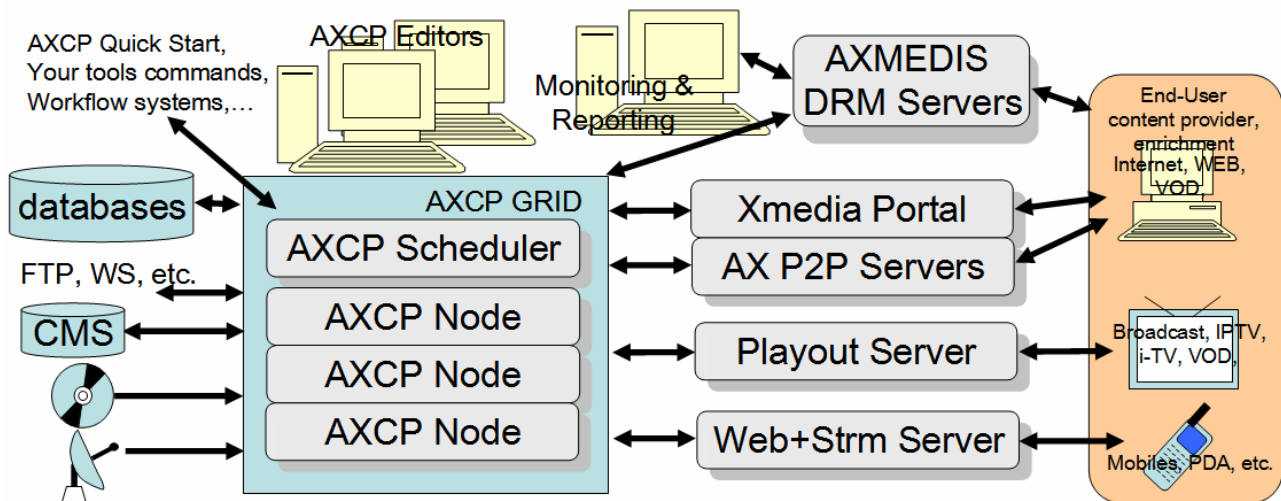 AXCP Quick Start,
Your tools commands,
Workflow systems,…
AXCP Editors
Monitoring &
Reporting
AXMEDIS
DRM Servers
End-User
content provider,
enrichment
Internet, WEB,
VOD,
databases
AXCP GRID
AXCP Scheduler
Xmedia Portal
AX P2P Servers
FTP, WS, etc.
CMS
AXCP Node
AXCP Node
AXCP Node
Playout Server
Broadcast, IPTV,
i-TV, VOD,
Web+Strm Server
Mobiles, PDA, etc.